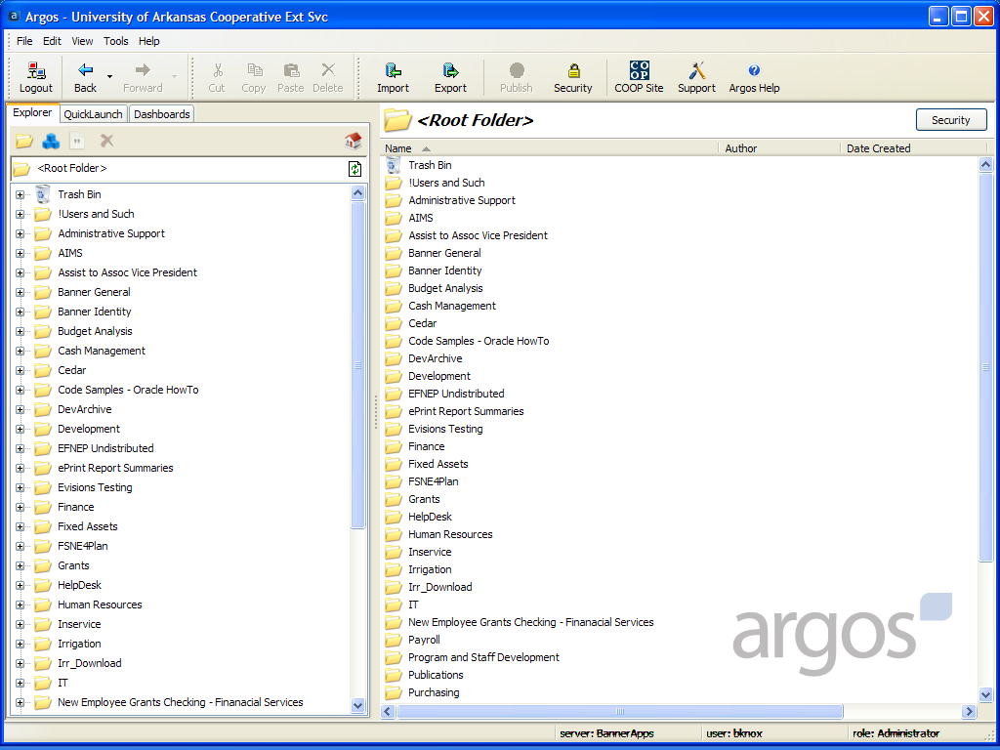 Argos - University of Arkansas Cooperative Ext Svc
File Edit View Tools Help
Logout Back Forward Cut Copy Paste Delete Import Export Publish Security COOP Site Support Argos Help
CO
OP
Explorer QuickLaunch Dashboards
<Root Folder>
Trash Bin
!Users and Such
Administrative Support
AIMS
Assist to Assoc Vice President
Banner General
Banner Identity
Budget Analysis
Cash Management
Cedar
Code Samples - Oracle HowTo
DevArchive
Development
EFNEP Undistributed
ePrint Report Summaries
Evisions Testing
Finance
Fixed Assets
FSNE4Plan
Grants
HelpDesk
Human Resources
Inservice
Irrigation
Irr_Download
IT
New Employee Grants Checking - Finanacial Services
<Root Folder> Security
Name Author Date Created
Trash Bin
!Users and Such
Administrative Support
AIMS
Assist to Assoc Vice President
Banner General
Banner Identity
Budget Analysis
Cash Management
Cedar
Code Samples - Oracle HowTo
DevArchive
Development
EFNEP Undistributed
ePrint Report Summaries
Evisions Testing
Finance
Fixed Assets
FSNE4Plan
Grants
HelpDesk
Human Resources
Inservice
Irrigation
Irr_Download
IT
New Employee Grants Checking - Finanacial Services
Payroll
Program and Staff Development
Publications
Purchasing
argos
server: BannerApps user: bknox role: Administrator